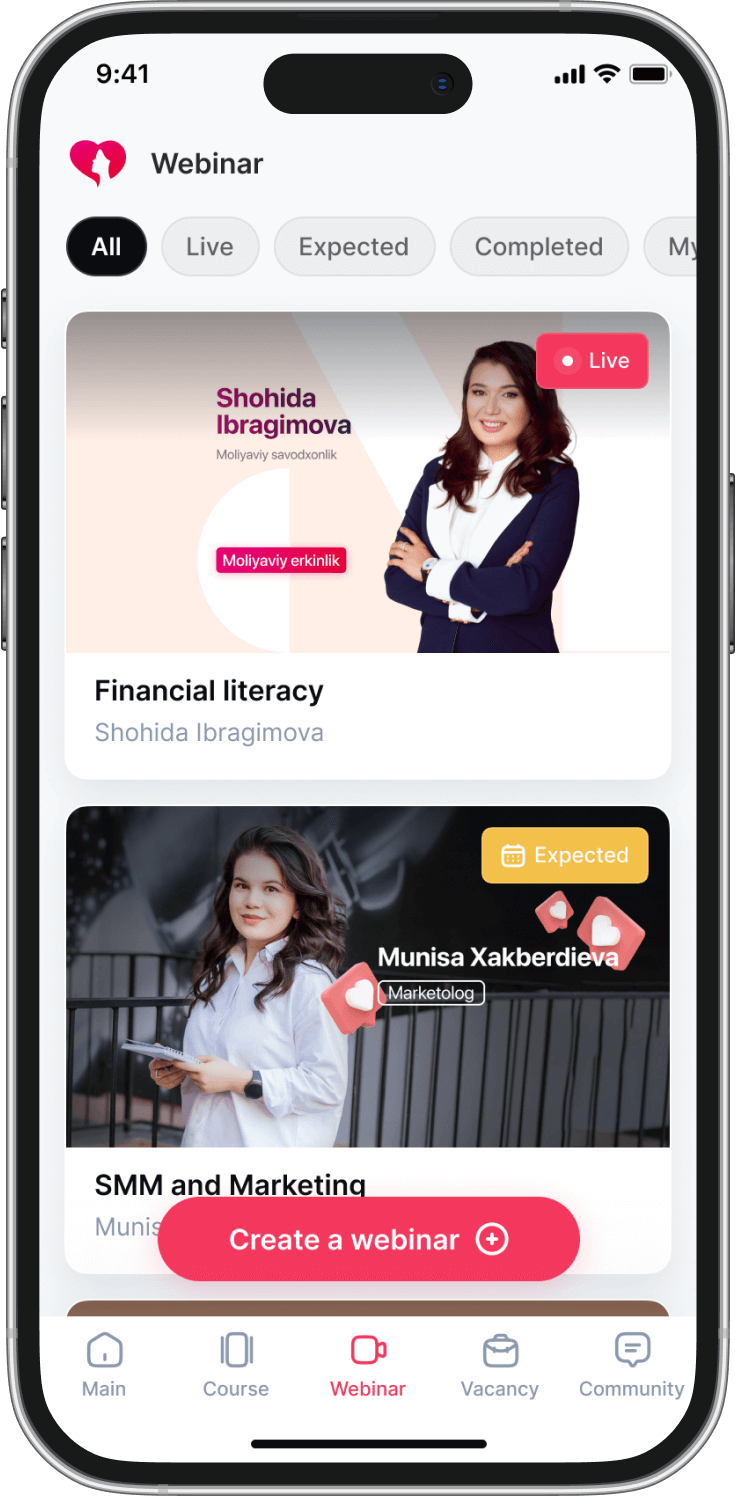 9:41
Webinar
All
Live
Expected
Completed
My
Live
Shohida
Ibragimova
Moliyaviy savodxonlik
Moliyaviy erkinlik
Financial literacy
Shohida Ibragimova
Expected
Munisa Xakberdieva
Marketolog
SMM and Marketing
Munis
Create a webinar
Main
Course
Webinar
Vacancy
Community